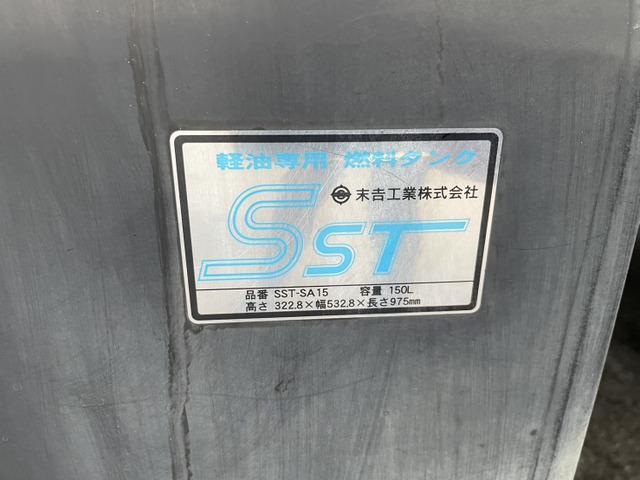 軽油専用 燃料タンク
末吉工業株式会社
SST
品番 SST-SA15 容量 150L
高さ 322.8×幅532.8×長さ975mm